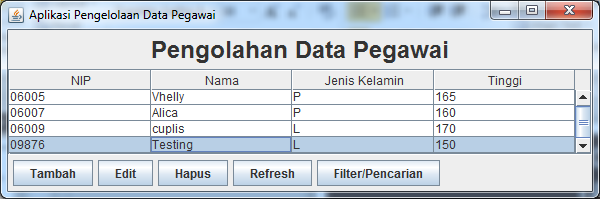 Aplikasi Pengelolaan Data Pegawai
Pengolahan Data Pegawai
NIP Nama Jenis Kelamin Tinggi
06005 Vhelly P 165
06007 Alica P 160
06009 cuplis L 170
09876 Testing L 150
Tambah Edit Hapus Refresh Filter/Pencarian